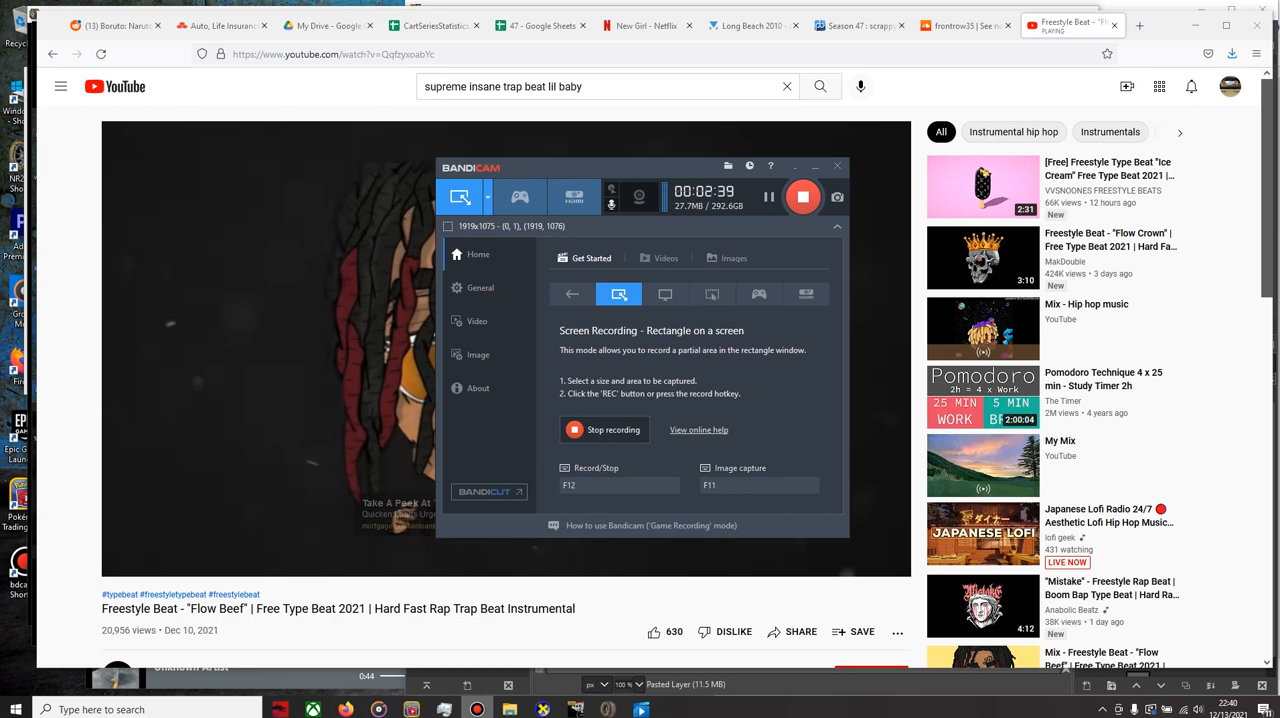 (13) Boruto: Naruto
Auto, Life Insuranc
My Drive - Google
CartSeriesStatistics
47 - Google Sheets
New Girl - Netflix
Long Beach 2021
Season 47 : scrappy
frontrow35 | See n
Freestyle Beat - "Fl
PLAYING
https://www.youtube.com/watch?v=QqfzyxoabYc
YouTube
supreme insane trap beat lil baby
All
Instrumental hip hop
Instrumentals
BANDICAM
00:02:39
27.7MB / 292.6GB
1919x1075 - (0, 1), (1919, 1076)
Home
General
Video
Image
About
Get Started
Videos
Images
Screen Recording - Rectangle on a screen
This mode allows you to record a partial area in the rectangle window.
1. Select a size and area to be captured.
2. Click the 'REC' button or press the record hotkey.
Stop recording
View online help
Record/Stop
Image capture
F12
F11
BANDICUT
How to use Bandicam ('Game Recording' mode)
Take A Peek At
Quicken Loans Urge
[Free] Freestyle Type Beat "Ice
Cream" Free Type Beat 2021 |
VVSNOONES FREESTYLE BEATS
66K views • 12 hours ago
New
2:31
Freestyle Beat - "Flow Crown" |
Free Type Beat 2021 | Hard Fa...
MakDouble
424K views • 3 days ago
New
3:10
Mix - Hip hop music
YouTube
Pomodoro
2h = 4 x Work
25 MIN
WORK
5 MIN
2:00:04
Pomodoro Technique 4 x 25
min - Study Timer 2h
The Timer
2M views • 4 years ago
My Mix
YouTube
JAPANESE LOFI
Japanese Lofi Radio 24/7
Aesthetic Lofi Hip Hop Music...
lofi geek
431 watching
LIVE NOW
"Mistake" - Freestyle Rap Beat |
Boom Bap Type Beat | Hard Ra...
Anabolic Beatz
38K views • 1 day ago
New
4:12
Mix - Freestyle Beat - "Flow
Beef" | Free Type Beat 2021 |
#typebeat #freestyletypebeat #freestylebeat
Freestyle Beat - "Flow Beef" | Free Type Beat 2021 | Hard Fast Rap Trap Beat Instrumental
20,956 views • Dec 10, 2021
630
DISLIKE
SHARE
SAVE
Unknown Artist
0:44
px
100 %
Pasted Layer (11.5 MB)
Type here to search
22:40
12/13/2021